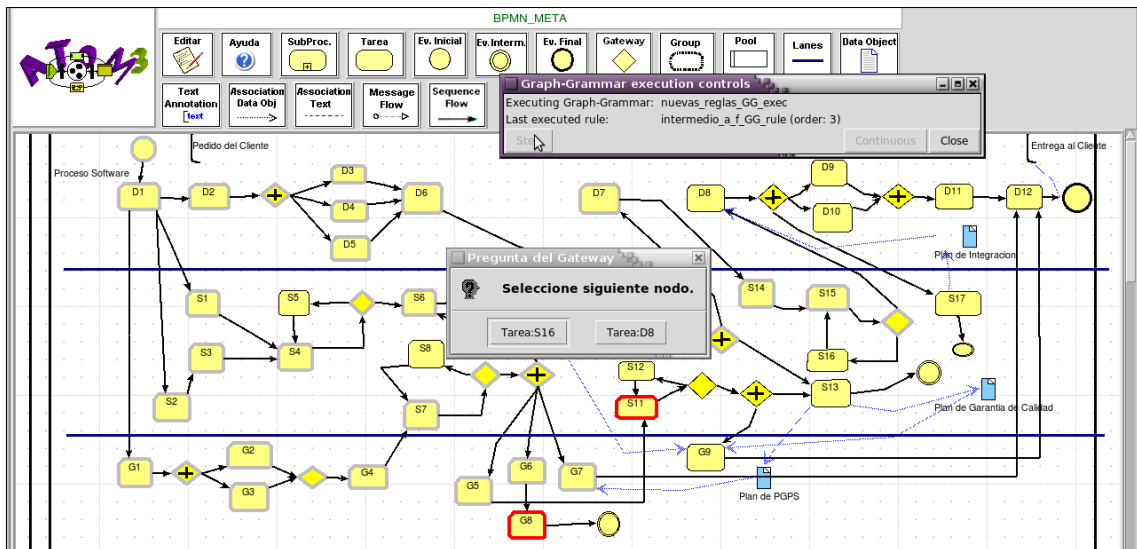 BPMN_META
AToM3
Editar
Ayuda
SubProc.
Tarea
Ev. Inicial
Ev. Interm.
Ev. Final
Gateway
Group
Pool
Lanes
Data Object
Text
Annotation
[text
Association
Data Obj
Association
Text
Message
Flow
Sequence
Flow
Graph-Grammar execution controls
Executing Graph-Grammar: nuevas_reglas_GG_exec
Last executed rule: intermedio_a_f_GG_rule (order: 3)
Continuous
Close
Pedido del Cliente
Entrega al Cliente
Proceso Software
D1
D2
D3
D4
D5
D6
D7
D8
D9
D10
D11
D12
Plan de Integracion
Pregunta del Gateway
Seleccione siguiente nodo.
Tarea:S16
Tarea:D8
S1
S2
S3
S4
S5
S6
S7
S8
S11
S12
S13
S14
S15
S16
S17
Plan de Garantia de Calidad
G1
G2
G3
G4
G5
G6
G7
G8
G9
Plan de PGPS